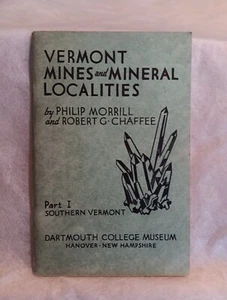 VERMONT
MINES and MINERAL
LOCALITIES
by PHILIP MORRILL
and ROBERT G. CHAFFEE
Part I
SOUTHERN VERMONT
DARTMOUTH COLLEGE MUSEUM
HANOVER · NEW HAMPSHIRE